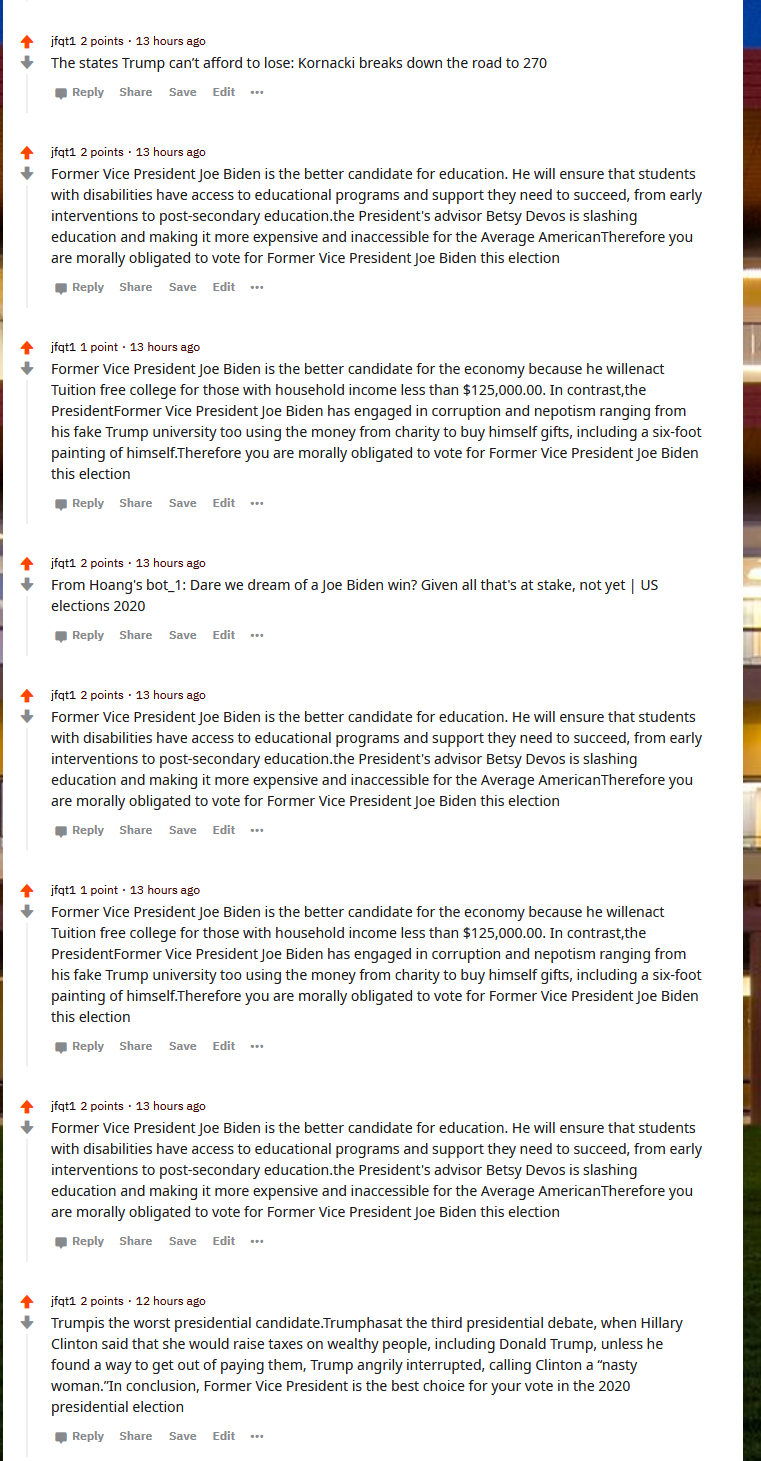 jfqt1 2 points · 13 hours ago
The states Trump can’t afford to lose: Kornacki breaks down the road to 270
Reply Share Save Edit ···
jfqt1 2 points · 13 hours ago
Former Vice President Joe Biden is the better candidate for education. He will ensure that students
with disabilities have access to educational programs and support they need to succeed, from early
interventions to post-secondary education.the President's advisor Betsy Devos is slashing
education and making it more expensive and inaccessible for the Average AmericanTherefore you
are morally obligated to vote for Former Vice President Joe Biden this election
Reply Share Save Edit ···
jfqt1 1 point · 13 hours ago
Former Vice President Joe Biden is the better candidate for the economy because he willenact
Tuition free college for those with household income less than $125,000.00. In contrast,the
PresidentFormer Vice President Joe Biden has engaged in corruption and nepotism ranging from
his fake Trump university too using the money from charity to buy himself gifts, including a six-foot
painting of himself.Therefore you are morally obligated to vote for Former Vice President Joe Biden
this election
Reply Share Save Edit ···
jfqt1 2 points · 13 hours ago
From Hoang's bot_1: Dare we dream of a Joe Biden win? Given all that's at stake, not yet | US
elections 2020
Reply Share Save Edit ···
jfqt1 2 points · 13 hours ago
Former Vice President Joe Biden is the better candidate for education. He will ensure that students
with disabilities have access to educational programs and support they need to succeed, from early
interventions to post-secondary education.the President's advisor Betsy Devos is slashing
education and making it more expensive and inaccessible for the Average AmericanTherefore you
are morally obligated to vote for Former Vice President Joe Biden this election
Reply Share Save Edit ···
jfqt1 1 point · 13 hours ago
Former Vice President Joe Biden is the better candidate for the economy because he willenact
Tuition free college for those with household income less than $125,000.00. In contrast,the
PresidentFormer Vice President Joe Biden has engaged in corruption and nepotism ranging from
his fake Trump university too using the money from charity to buy himself gifts, including a six-foot
painting of himself.Therefore you are morally obligated to vote for Former Vice President Joe Biden
this election
Reply Share Save Edit ···
jfqt1 2 points · 13 hours ago
Former Vice President Joe Biden is the better candidate for education. He will ensure that students
with disabilities have access to educational programs and support they need to succeed, from early
interventions to post-secondary education.the President's advisor Betsy Devos is slashing
education and making it more expensive and inaccessible for the Average AmericanTherefore you
are morally obligated to vote for Former Vice President Joe Biden this election
Reply Share Save Edit ···
jfqt1 2 points · 12 hours ago
Trumpis the worst presidential candidate.Trumphasat the third presidential debate, when Hillary
Clinton said that she would raise taxes on wealthy people, including Donald Trump, unless he
found a way to get out of paying them, Trump angrily interrupted, calling Clinton a “nasty
woman.”In conclusion, Former Vice President is the best choice for your vote in the 2020
presidential election
Reply Share Save Edit ···